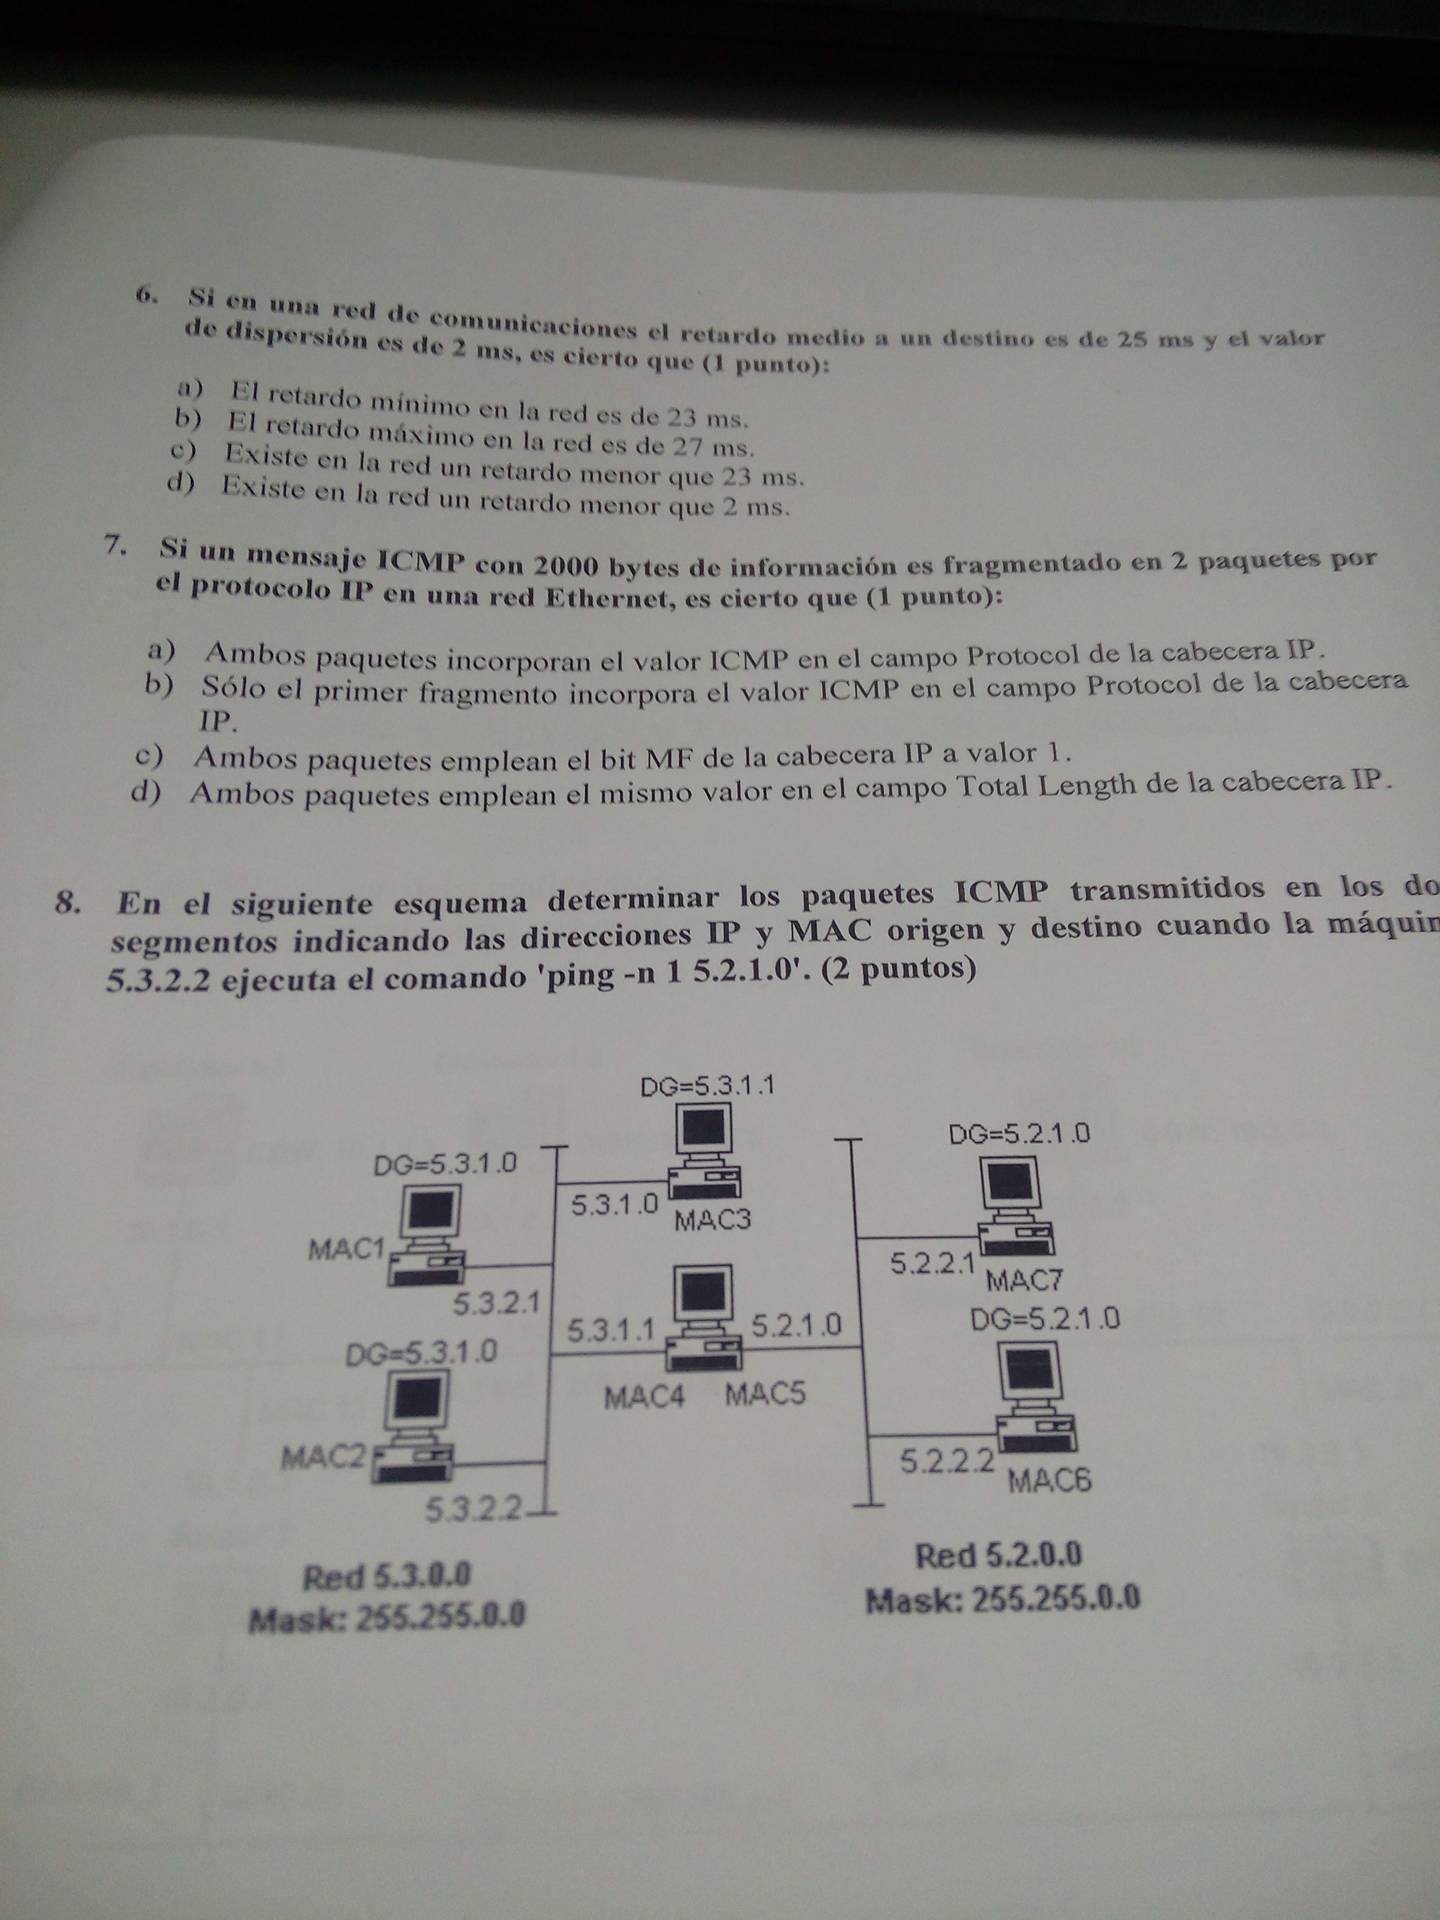 6. Si en una red de comunicaciones el retardo medio a un destino es de 25 ms y el valor
de dispersión es de 2 ms, es cierto que (1 punto):
a) El retardo mínimo en la red es de 23 ms.
b) El retardo máximo en la red es de 27 ms.
c) Existe en la red un retardo menor que 23 ms.
d) Existe en la red un retardo menor que 2 ms.
7. Si un mensaje ICMP con 2000 bytes de información es fragmentado en 2 paquetes por
el protocolo IP en una red Ethernet, es cierto que (1 punto):
a) Ambos paquetes incorporan el valor ICMP en el campo Protocol de la cabecera IP.
b) Sólo el primer fragmento incorpora el valor ICMP en el campo Protocol de la cabecera
IP.
c) Ambos paquetes emplean el bit MF de la cabecera IP a valor 1.
d) Ambos paquetes emplean el mismo valor en el campo Total Length de la cabecera IP.
8. En el siguiente esquema determinar los paquetes ICMP transmitidos en los do
segmentos indicando las direcciones IP y MAC origen y destino cuando la máquin
5.3.2.2 ejecuta el comando 'ping -n 1 5.2.1.0'. (2 puntos)
DG=5.3.1.1
DG=5.2.1.0
DG=5.3.1.0
5.3.1.0
MAC3
MAC1
5.2.2.1
MAC7
5.3.2.1
5.3.1.1
5.2.1.0
DG=5.2.1.0
DG=5.3.1.0
MAC4
MAC5
MAC2
5.2.2.2
MAC6
5.3.2.2
Red 5.3.0.0
Red 5.2.0.0
Mask: 255.255.0.0
Mask: 255.255.0.0